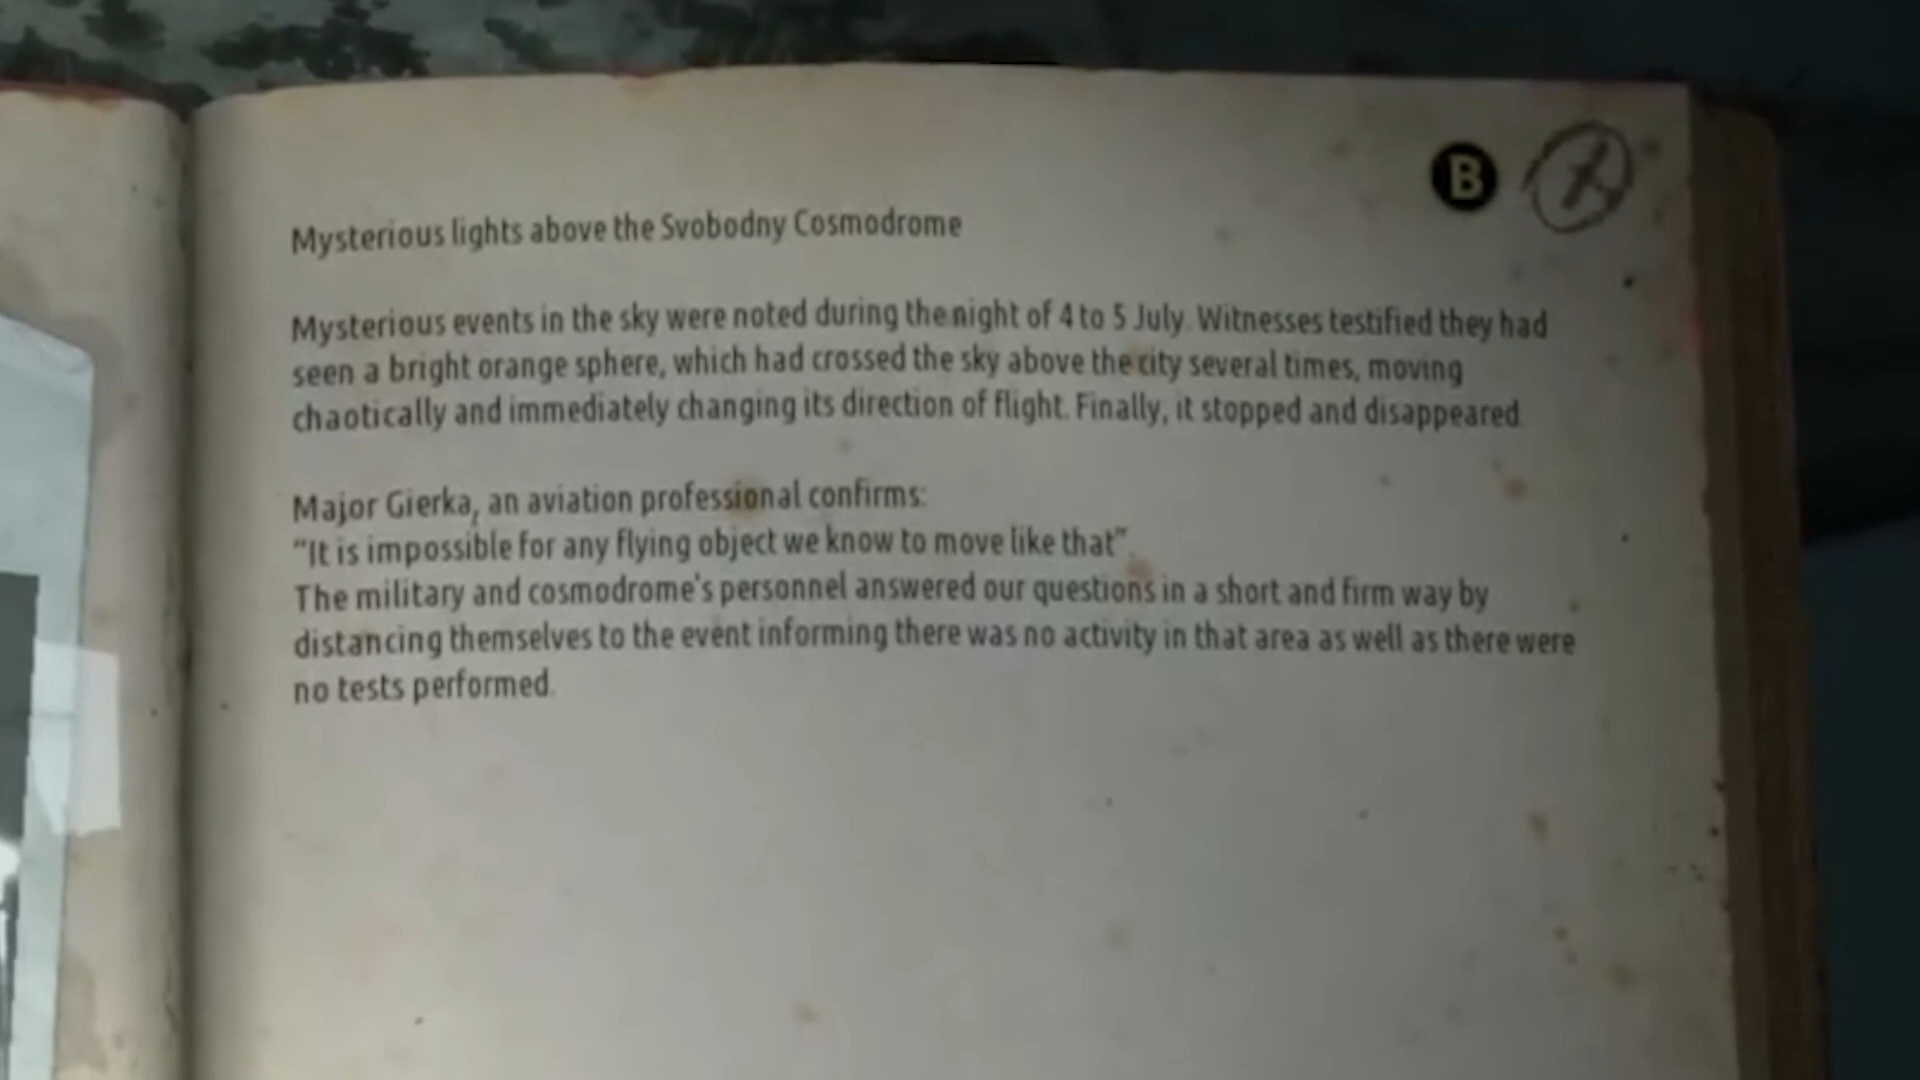 B
Mysterious lights above the Svobodny Cosmodrome
Mysterious events in the sky were noted during the night of 4 to 5 July. Witnesses testified they had
seen a bright orange sphere, which had crossed the sky above the city several times, moving
chaotically and immediately changing its direction of flight. Finally, it stopped and disappeared.
Major Gierka, an aviation professional confirms:
“It is impossible for any flying object we know to move like that”
The military and cosmodrome's personnel answered our questions in a short and firm way by
distancing themselves to the event informing there was no activity in that area as well as there were
no tests performed.